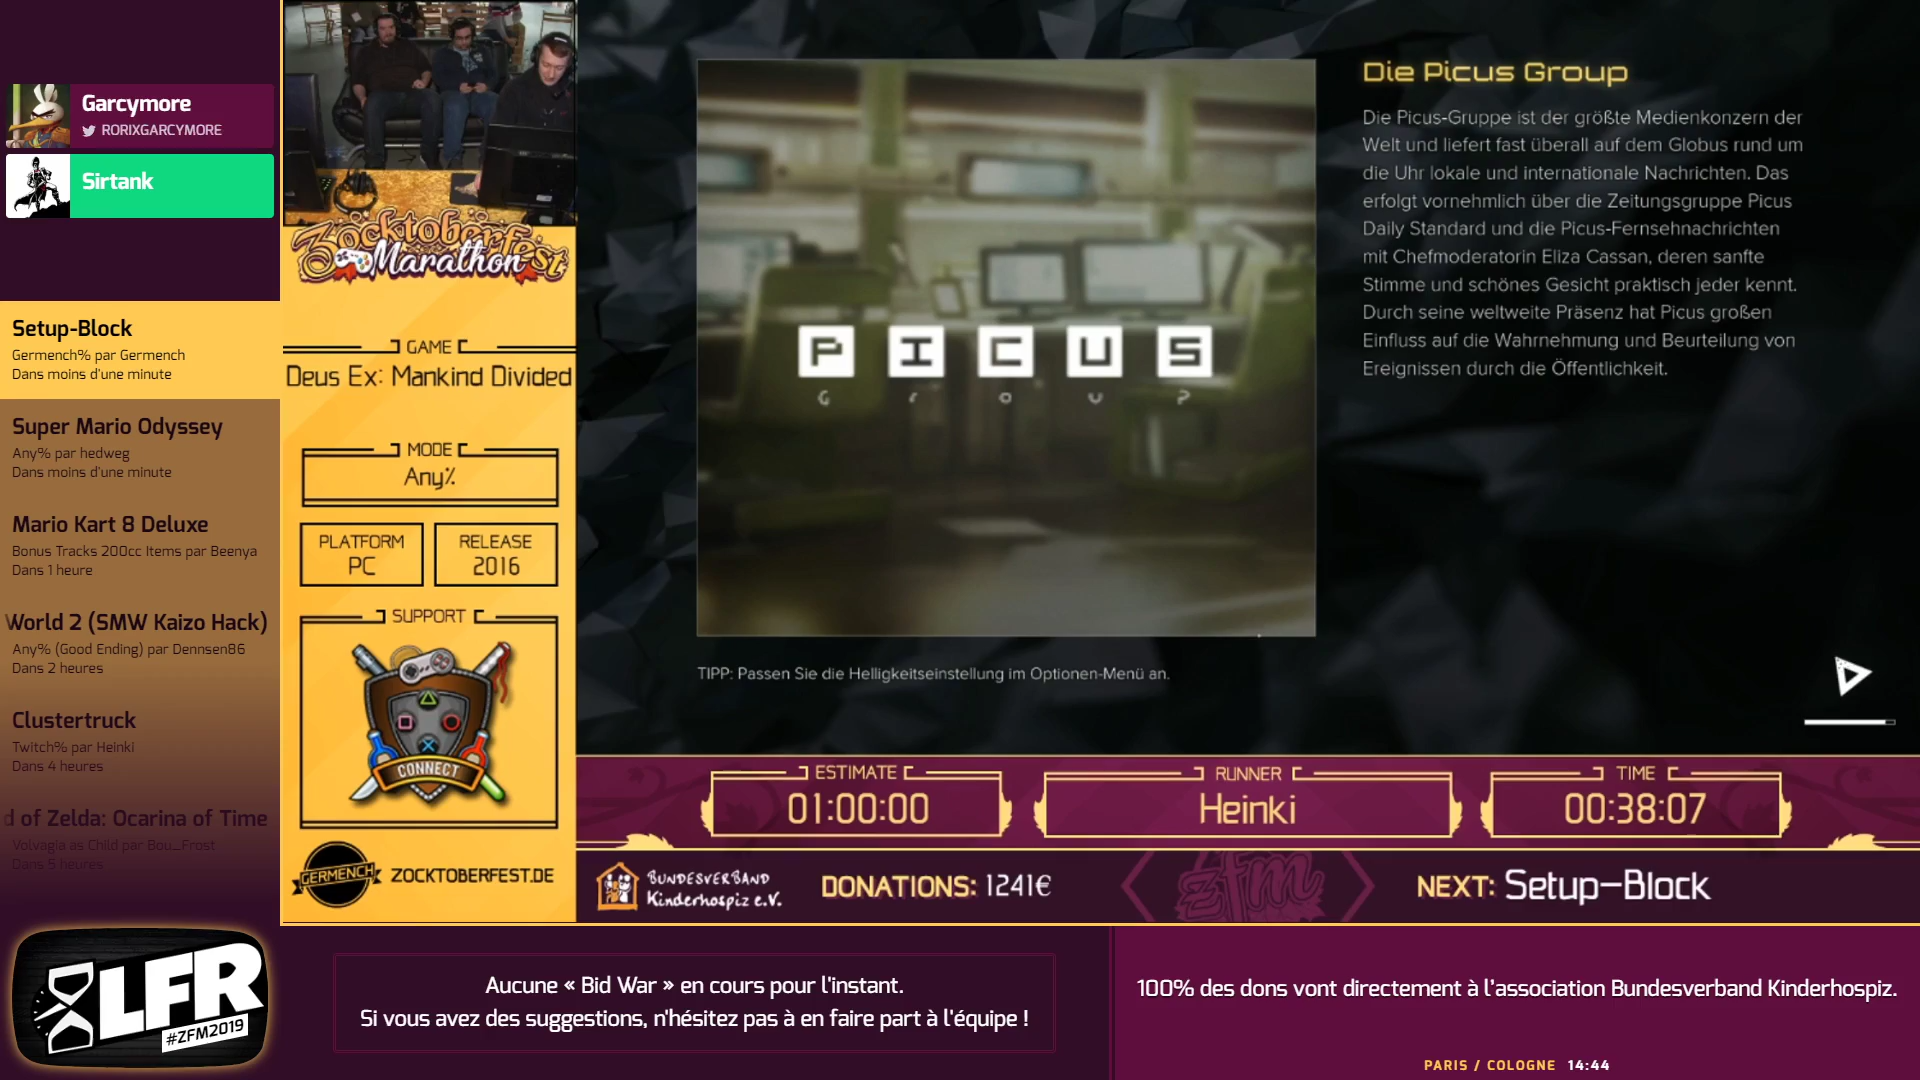 Garcymore
RORIXGARCYMORE
Sirtank
Setup-Block
Germench% par Germench
Dans moins d'une minute
Super Mario Odyssey
Any% par hedweg
Dans moins d'une minute
Mario Kart 8 Deluxe
Bonus Tracks 200cc Items par Beenya
Dans 1 heure
World 2 (SMW Kaizo Hack)
Any% (Good Ending) par Dennsen86
Dans 2 heures
Clustertruck
Twitch% par Heinki
Dans 4 heures
d of Zelda: Ocarina of Time
Volvagia as Child par Bou_Frost
Dans 5 heures
LFR
#ZFM2019
Zocktoberfest
Marathon
GAME
Deus Ex: Mankind Divided
MODE
Any%
PLATFORM
PC
RELEASE
2016
SUPPORT
CONNECT
GERMENCH
ZOCKTOBERFEST.DE
PICUS
Group
TIPP: Passen Sie die Helligkeitseinstellung im Optionen-Menü an.
Die Picus Group
Die Picus-Gruppe ist der größte Medienkonzern der
Welt und liefert fast überall auf dem Globus rund um
die Uhr lokale und internationale Nachrichten. Das
erfolgt vornehmlich über die Zeitungsgruppe Picus
Daily Standard und die Picus-Fernsehnachrichten
mit Chefmoderatorin Eliza Cassan, deren sanfte
Stimme und schönes Gesicht praktisch jeder kennt.
Durch seine weltweite Präsenz hat Picus großen
Einfluss auf die Wahrnehmung und Beurteilung von
Ereignissen durch die Öffentlichkeit.
ESTIMATE
01:00:00
RUNNER
Heinki
TIME
00:38:07
BUNDESVERBAND
Kinderhospiz e.V.
DONATIONS: 1241€
zfm
NEXT: Setup-Block
Aucune « Bid War » en cours pour l'instant.
Si vous avez des suggestions, n'hésitez pas à en faire part à l'équipe !
100% des dons vont directement à l'association Bundesverband Kinderhospiz.
PARIS / COLOGNE 14:44